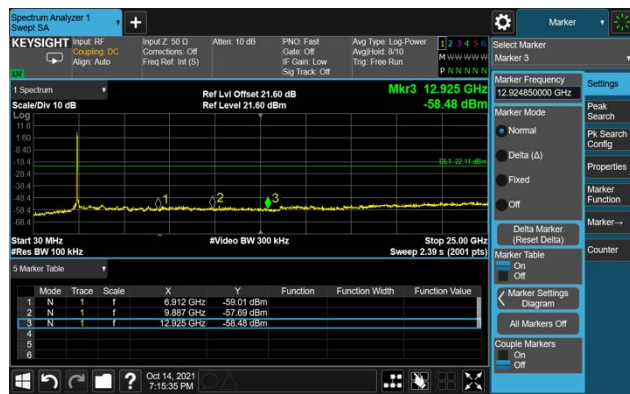 Spectrum Analyzer 1
Swept SA
Marker
KEYSIGHT
Input: RF
Coupling: DC
Align: Auto
Input Z: 50 Ω
Corrections: Off
Freq Ref: Int (S)
Atten: 10 dB
PNO: Fast
Gate: Off
IF Gain: Low
Sig Track: Off
Avg Type: Log-Power
Avg|Hold: 8/10
Trig: Free Run
1 2 3 4 5 6
M W W W W W
P N N N N N
Select Marker
Marker 3
1 Spectrum
Scale/Div 10 dB
Log
Ref Lvl Offset 21.60 dB
Ref Level 21.60 dBm
Mkr3 12.925 GHz
-58.48 dBm
11.6
1.60
-8.40
-18.4
-28.4
-38.4
-48.4
-58.4
-68.4
DL1 -22.11 dBm
1
2
3
Start 30 MHz
#Res BW 100 kHz
#Video BW 300 kHz
Stop 25.00 GHz
Sweep 2.39 s (2001 pts)
5 Marker Table
Mode Trace Scale X Y Function Function Width Function Value
1 N 1 f 6.912 GHz -59.01 dBm
2 N 1 f 9.887 GHz -57.69 dBm
3 N 1 f 12.925 GHz -58.48 dBm
4
5
6
Marker Frequency
12.924850000 GHz
Marker Mode
Normal
Delta (Δ)
Fixed
Off
Delta Marker
(Reset Delta)
Marker Table
On
Off
Marker Settings
Diagram
All Markers Off
Couple Markers
On
Off
Settings
Peak
Search
Pk Search
Config
Properties
Marker
Function
Marker→
Counter
?
Oct 14, 2021
7:15:35 PM